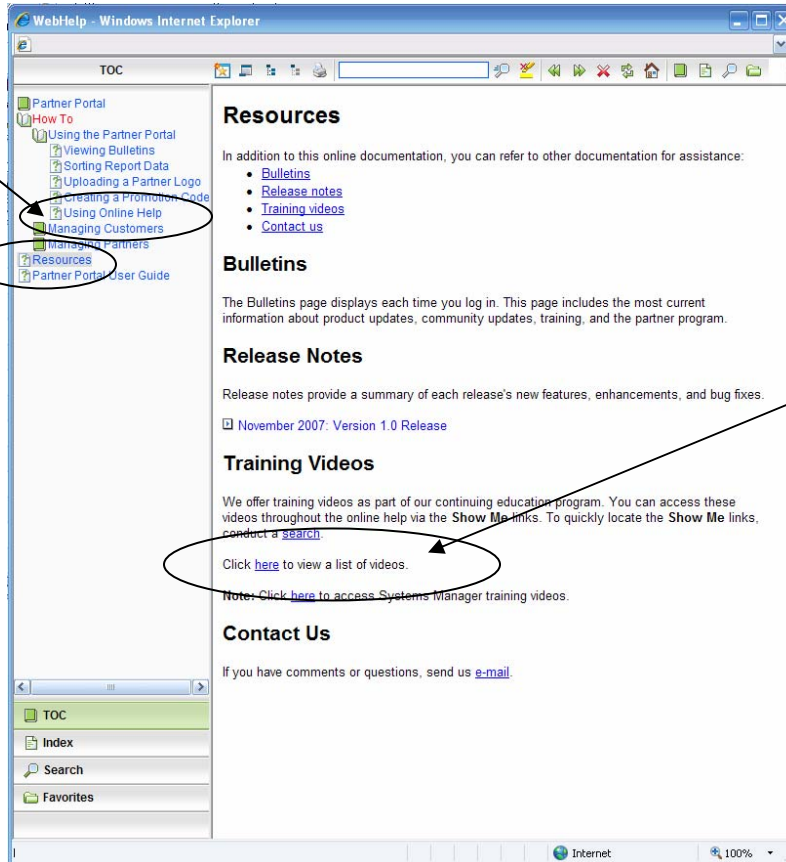 WebHelp - Windows Internet Explorer
TOC
Partner Portal
How To
Using the Partner Portal
Viewing Bulletins
Sorting Report Data
Uploading a Partner Logo
Creating a Promotion Code
Using Online Help
Managing Customers
Managing Partners
Resources
Partner Portal User Guide
TOC
Index
Search
Favorites
Resources
In addition to this online documentation, you can refer to other documentation for assistance:
• Bulletins
• Release notes
• Training videos
• Contact us
Bulletins
The Bulletins page displays each time you log in. This page includes the most current
information about product updates, community updates, training, and the partner program.
Release Notes
Release notes provide a summary of each release's new features, enhancements, and bug fixes.
November 2007: Version 1.0 Release
Training Videos
We offer training videos as part of our continuing education program. You can access these
videos throughout the online help via the Show Me links. To quickly locate the Show Me links,
conduct a search.
Click here to view a list of videos.
Note: Click here to access Systems Manager training videos.
Contact Us
If you have comments or questions, send us e-mail.
Internet
100%